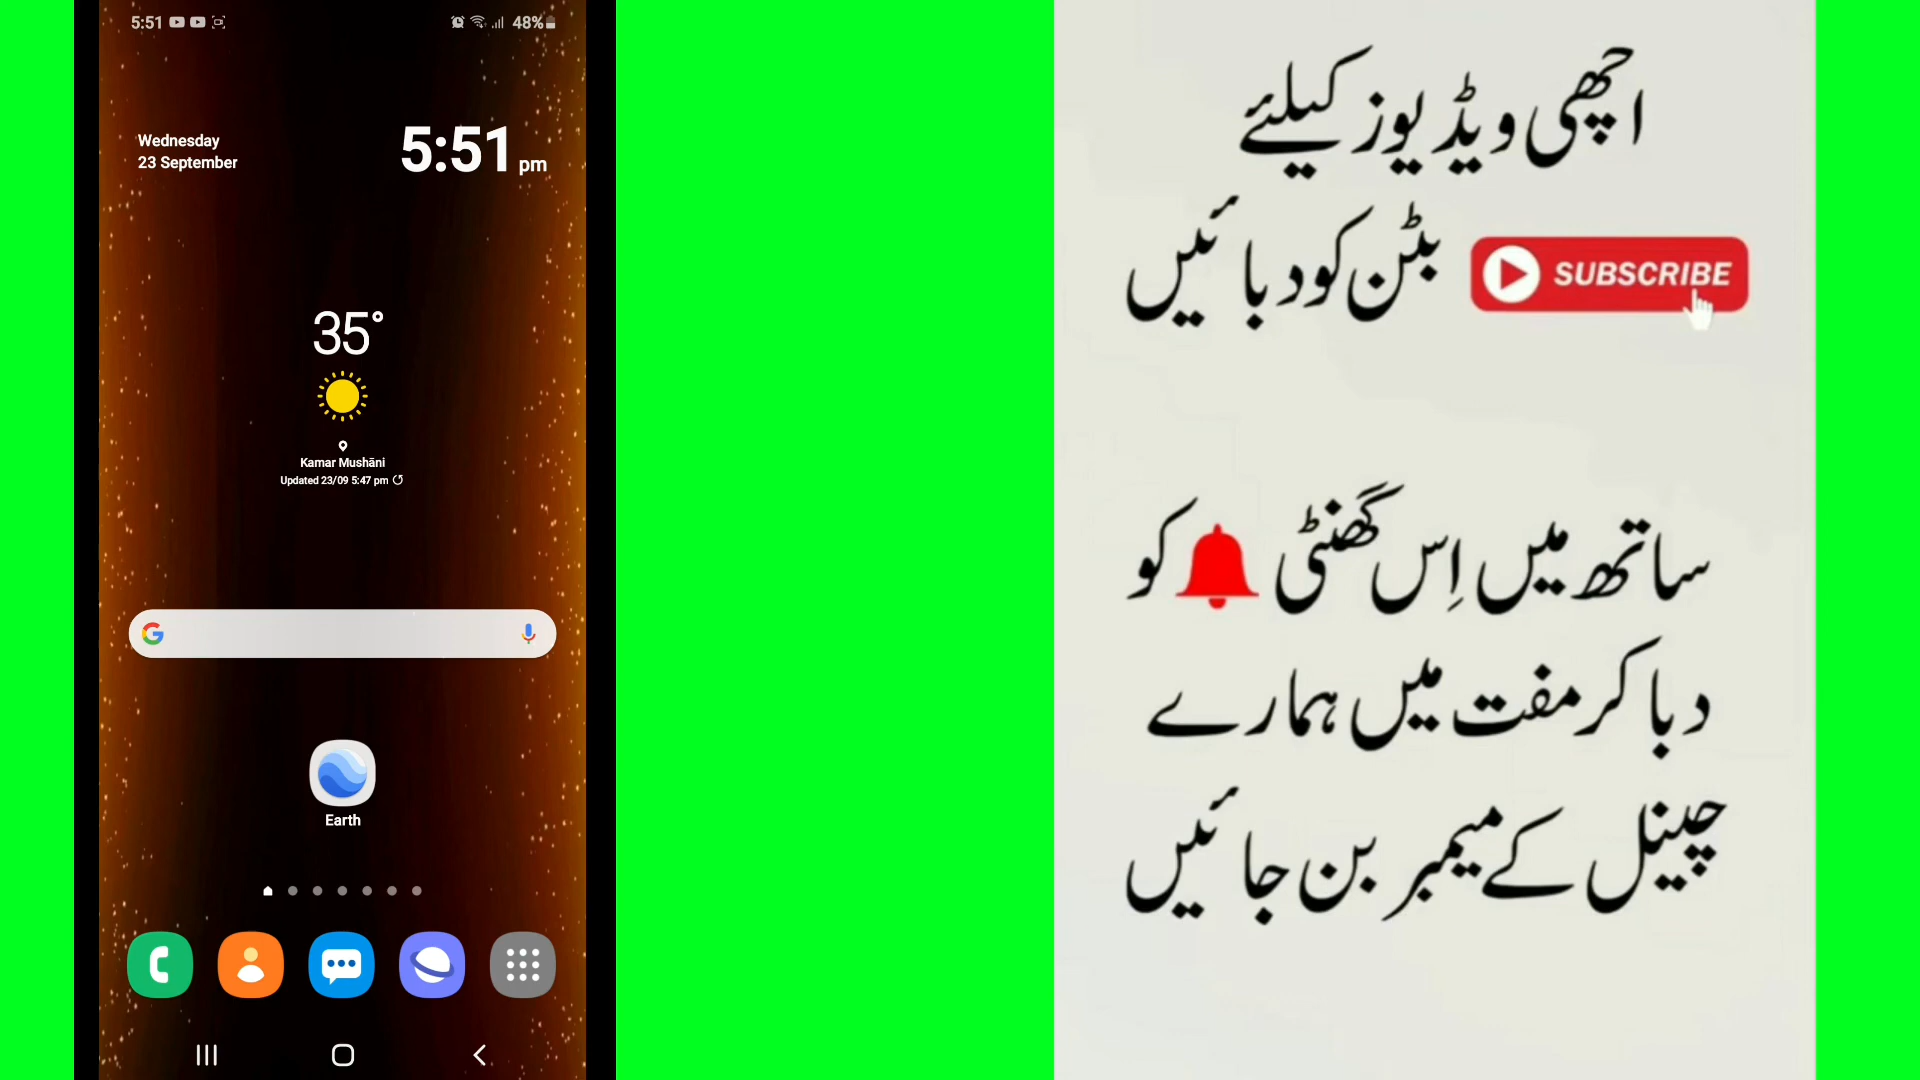 5:51
48%
Wednesday
23 September
5:51 pm
35°
Kamar Mushāni
Updated 23/09 5:47 pm
Earth
اچھی ویڈیوز کیلئے
SUBSCRIBE بٹن کو دبائیں
ساتھ میں اِس گھنٹی کو
دبا کر مفت میں ہمارے
چینل کے میمبر بن جائیں